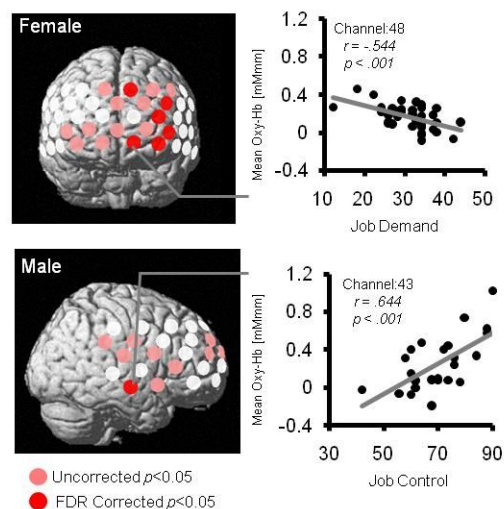 Female
Mean Oxy-Hb [mMmm]
1.2
0.8
0.4
0
-0.4
Channel:48
r = -.544
p < .001
10 20 30 40 50
Job Demand
Male
Mean Oxy-Hb [mMmm]
1.2
0.8
0.4
0
-0.4
Channel:43
r = .644
p < .001
30 50 70 90
Job Control
Uncorrected p<0.05
FDR Corrected p<0.05